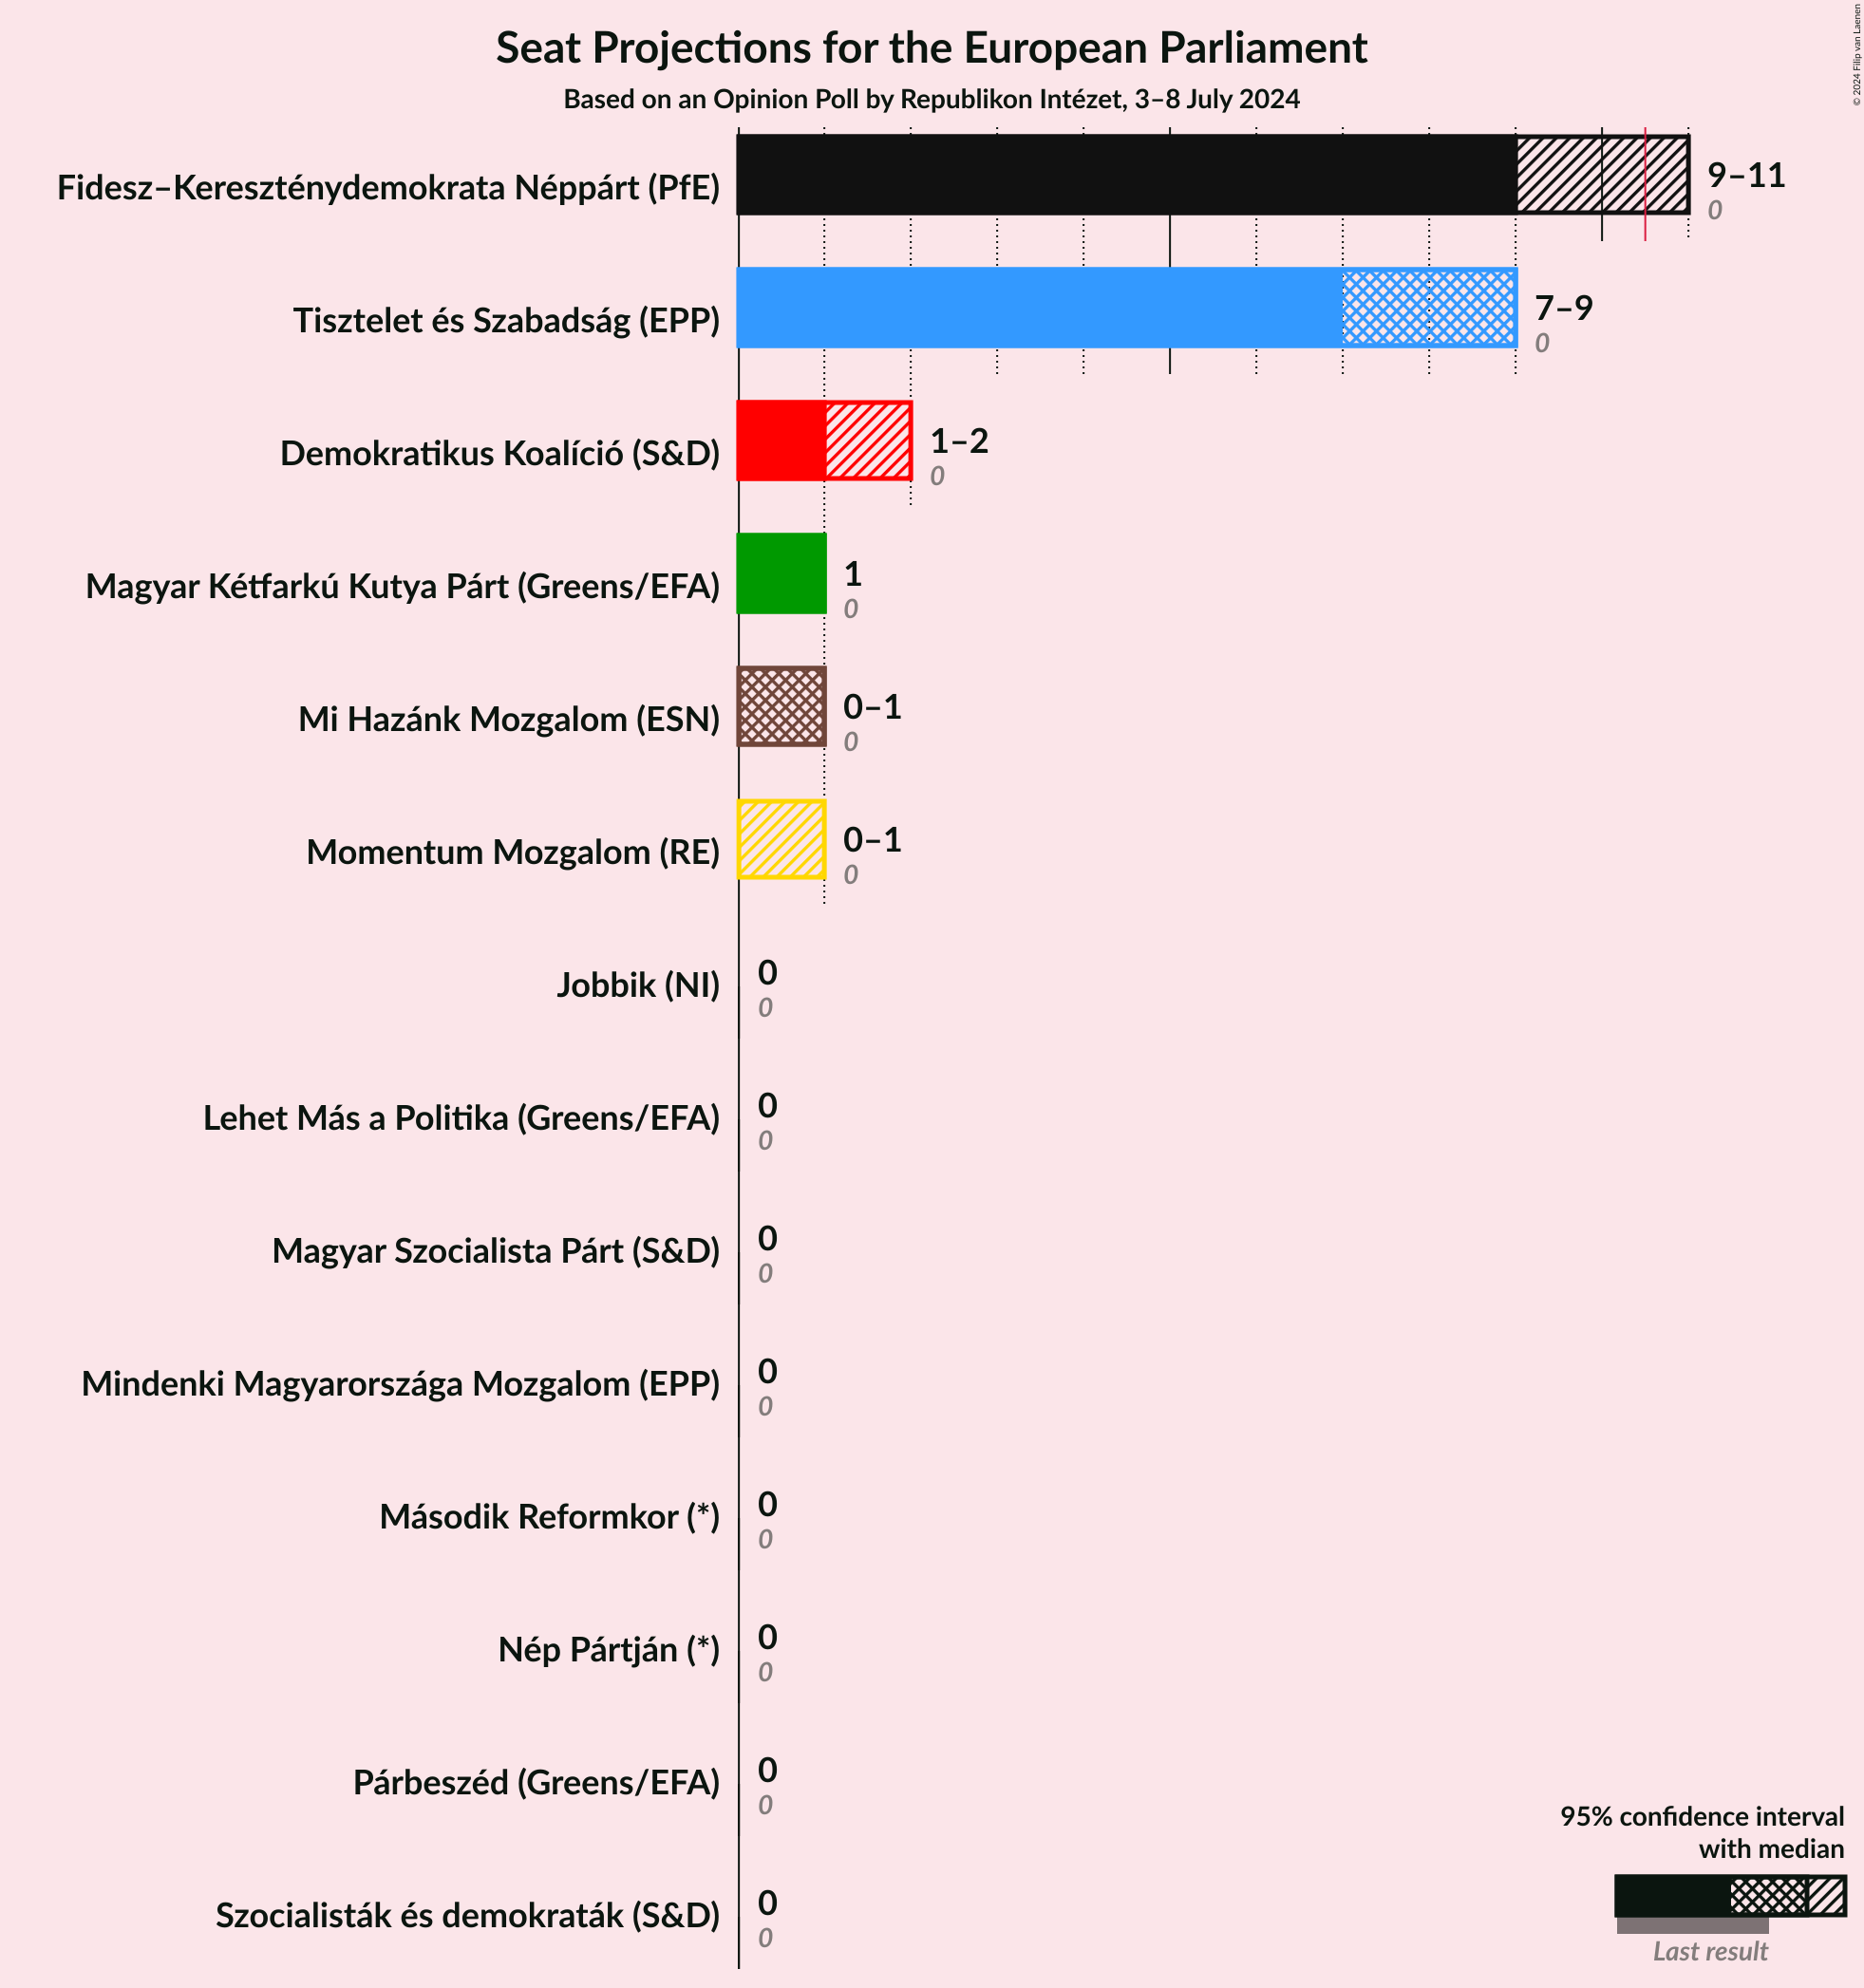 Seat Projections for the European Parliament
Based on an Opinion Poll by Republikon Intézet, 3–8 July 2024
© 2024 Filip van Laenen
Fidesz–Kereszténydemokrata Néppárt (PfE)
9–11
0
Tisztelet és Szabadság (EPP)
7–9
0
Demokratikus Koalíció (S&D)
1–2
0
Magyar Kétfarkú Kutya Párt (Greens/EFA)
1
0
Mi Hazánk Mozgalom (ESN)
0–1
0
Momentum Mozgalom (RE)
0–1
0
Jobbik (NI)
0
0
Lehet Más a Politika (Greens/EFA)
0
0
Magyar Szocialista Párt (S&D)
0
0
Mindenki Magyarországa Mozgalom (EPP)
0
0
Második Reformkor (*)
0
0
Nép Pártján (*)
0
0
Párbeszéd (Greens/EFA)
0
0
Szocialisták és demokraták (S&D)
0
0
95% confidence interval
with median
Last result